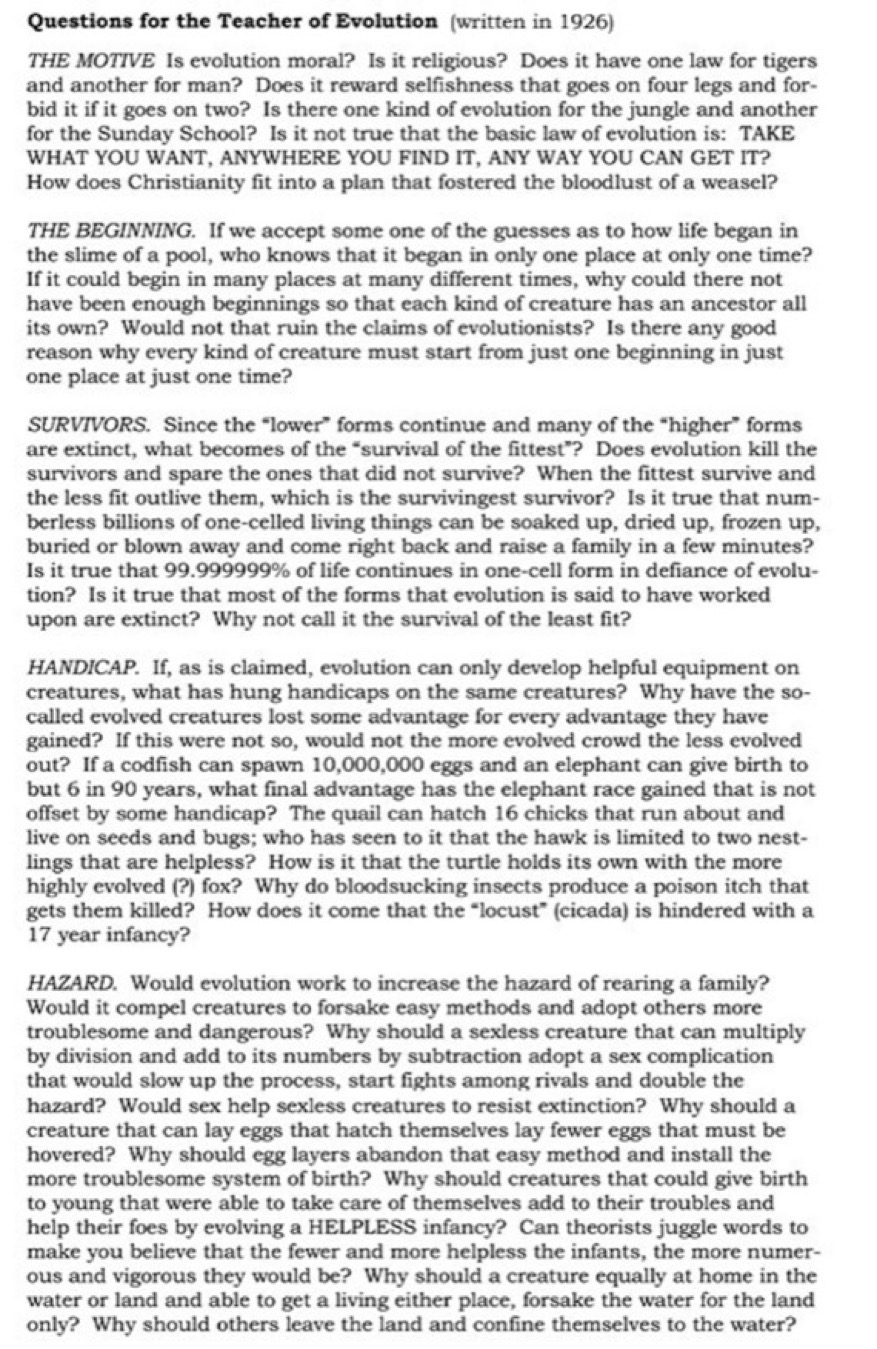 Questions for the Teacher of Evolution (written in 1926)
THE MOTIVE Is evolution moral? Is it religious? Does it have one law for tigers
and another for man? Does it reward selfishness that goes on four legs and for-
bid it if it goes on two? Is there one kind of evolution for the jungle and another
for the Sunday School? Is it not true that the basic law of evolution is: TAKE
WHAT YOU WANT, ANYWHERE YOU FIND IT, ANY WAY YOU CAN GET IT?
How does Christianity fit into a plan that fostered the bloodlust of a weasel?
THE BEGINNING. If we accept some one of the guesses as to how life began in
the slime of a pool, who knows that it began in only one place at only one time?
If it could begin in many places at many different times, why could there not
have been enough beginnings so that each kind of creature has an ancestor all
its own? Would not that ruin the claims of evolutionists? Is there any good
reason why every kind of creature must start from just one beginning in just
one place at just one time?
SURVIVORS. Since the "lower" forms continue and many of the "higher" forms
are extinct, what becomes of the "survival of the fittest"? Does evolution kill the
survivors and spare the ones that did not survive? When the fittest survive and
the less fit outlive them, which is the survivingest survivor? Is it true that num-
berless billions of one-celled living things can be soaked up, dried up, frozen up,
buried or blown away and come right back and raise a family in a few minutes?
Is it true that 99.999999% of life continues in one-cell form in defiance of evolu-
tion? Is it true that most of the forms that evolution is said to have worked
upon are extinct? Why not call it the survival of the least fit?
HANDICAP. If, as is claimed, evolution can only develop helpful equipment on
creatures, what has hung handicaps on the same creatures? Why have the so-
called evolved creatures lost some advantage for every advantage they have
gained? If this were not so, would not the more evolved crowd the less evolved
out? If a codfish can spawn 10,000,000 eggs and an elephant can give birth to
but 6 in 90 years, what final advantage has the elephant race gained that is not
offset by some handicap? The quail can hatch 16 chicks that run about and
live on seeds and bugs; who has seen to it that the hawk is limited to two nest-
lings that are helpless? How is it that the turtle holds its own with the more
highly evolved (?) fox? Why do bloodsucking insects produce a poison itch that
gets them killed? How does it come that the "locust" (cicada) is hindered with a
17 year infancy?
HAZARD. Would evolution work to increase the hazard of rearing a family?
Would it compel creatures to forsake easy methods and adopt others more
troublesome and dangerous? Why should a sexless creature that can multiply
by division and add to its numbers by subtraction adopt a sex complication
that would slow up the process, start fights among rivals and double the
hazard? Would sex help sexless creatures to resist extinction? Why should a
creature that can lay eggs that hatch themselves lay fewer eggs that must be
hovered? Why should egg layers abandon that easy method and install the
more troublesome system of birth? Why should creatures that could give birth
to young that were able to take care of themselves add to their troubles and
help their foes by evolving a HELPLESS infancy? Can theorists juggle words to
make you believe that the fewer and more helpless the infants, the more numer-
ous and vigorous they would be? Why should a creature equally at home in the
water or land and able to get a living either place, forsake the water for the land
only? Why should others leave the land and confine themselves to the water?